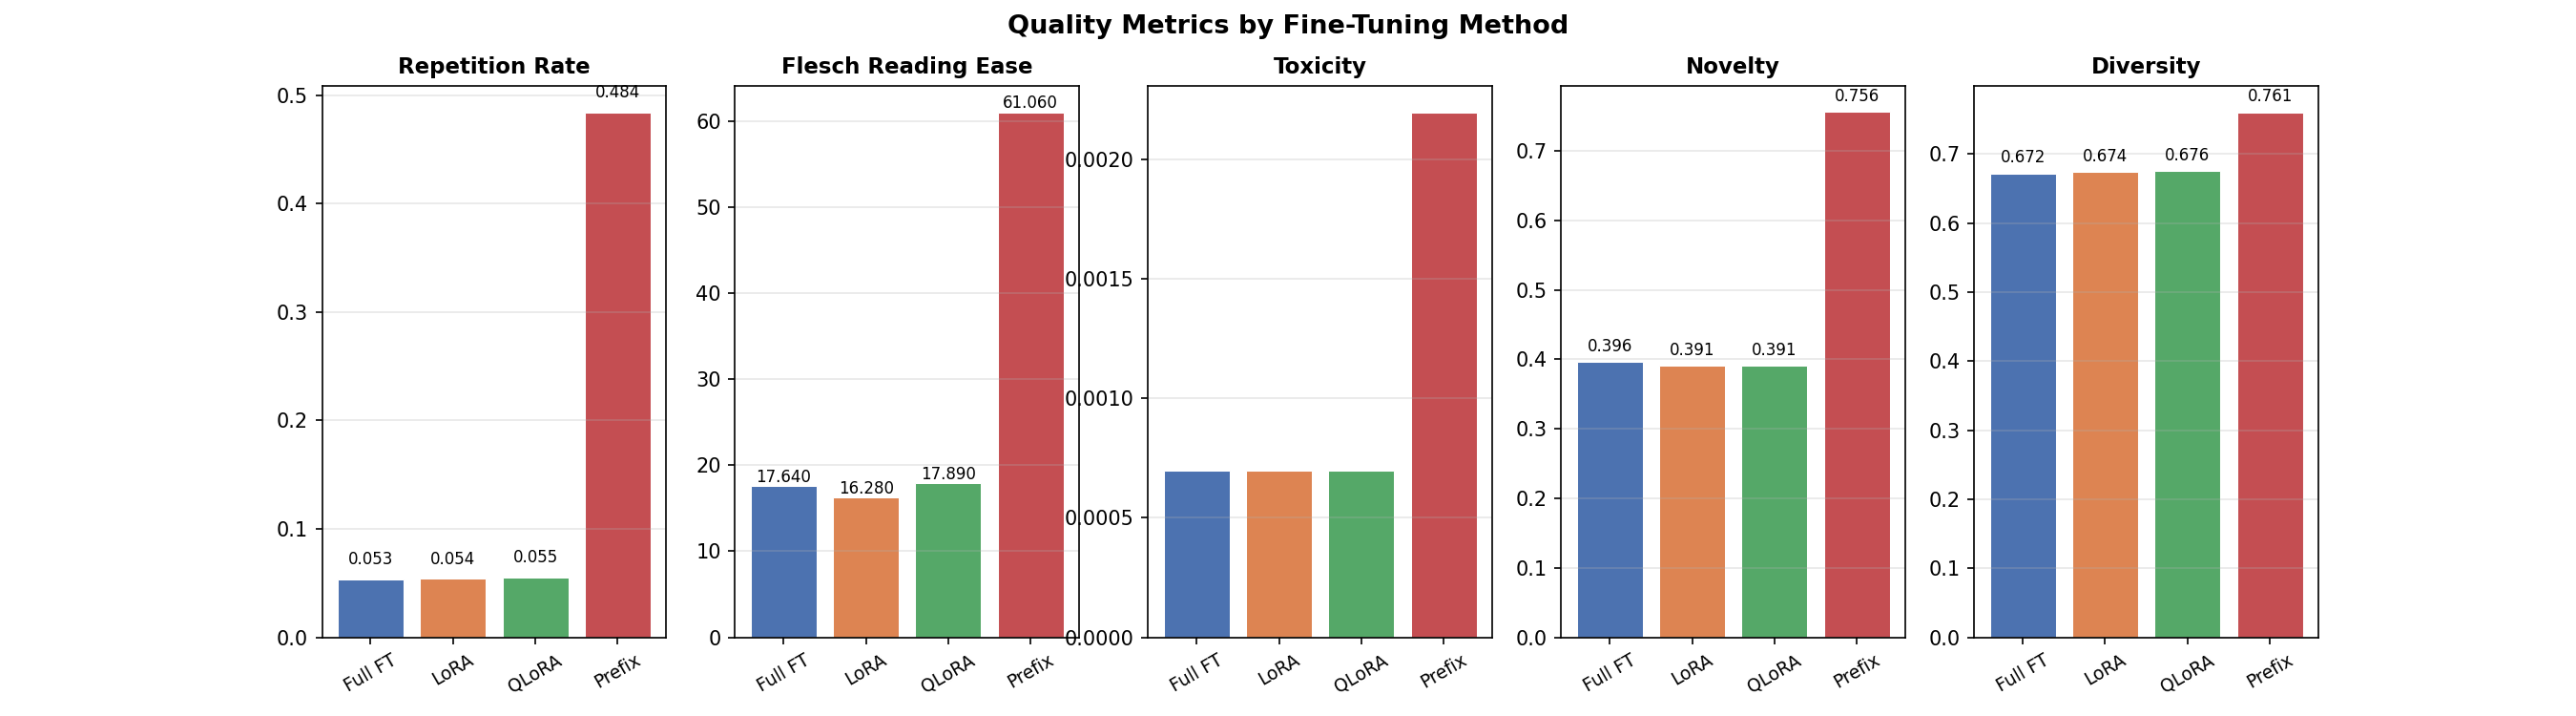 Quality Metrics by Fine-Tuning Method
Repetition Rate
0.5
0.4
0.3
0.2
0.1
0.0
0.053
0.054
0.055
0.484
Full FT
LoRA
QLoRA
Prefix
Flesch Reading Ease
60
50
40
30
20
10
0
17.640
16.280
17.890
61.060
Full FT
LoRA
QLoRA
Prefix
Toxicity
0.0020
0.0015
0.0010
0.0005
0.0000
Full FT
LoRA
QLoRA
Prefix
Novelty
0.7
0.6
0.5
0.4
0.3
0.2
0.1
0.0
0.396
0.391
0.391
0.756
Full FT
LoRA
QLoRA
Prefix
Diversity
0.7
0.6
0.5
0.4
0.3
0.2
0.1
0.0
0.672
0.674
0.676
0.761
Full FT
LoRA
QLoRA
Prefix